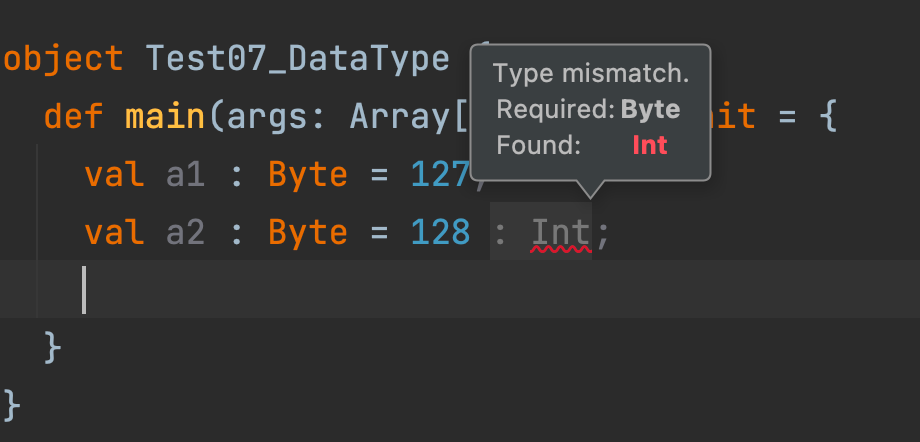 object Test07_DataType {
def main(args: Array[ nit = {
val a1 : Byte = 127;
val a2 : Byte = 128 : Int;
}
}
Type mismatch.
Required: Byte
Found: Int